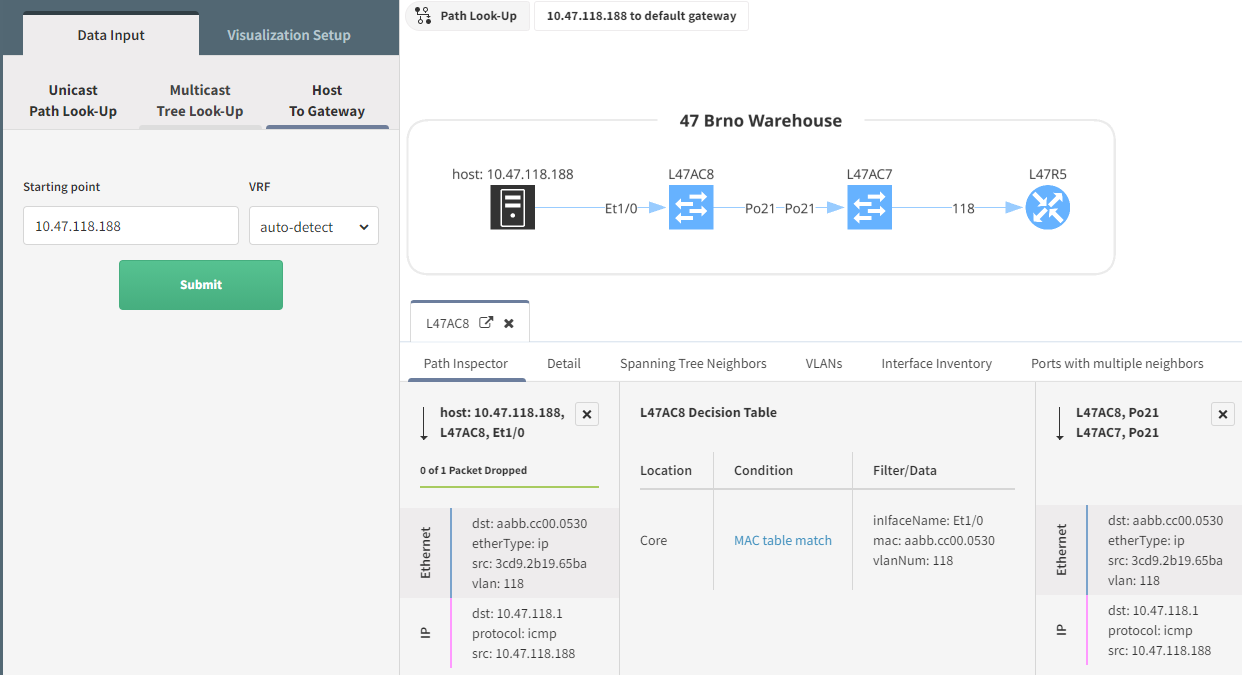 Data Input
Visualization Setup
Unicast
Path Look-Up
Multicast
Tree Look-Up
Host
To Gateway
Starting point
VRF
10.47.118.188
auto-detect
Submit
Path Look-Up
10.47.118.188 to default gateway
47 Brno Warehouse
host: 10.47.118.188
L47AC8
L47AC7
L47R5
Et1/0
Po21
Po21
118
L47AC8
Path Inspector
Detail
Spanning Tree Neighbors
VLANs
Interface Inventory
Ports with multiple neighbors
host: 10.47.118.188,
L47AC8, Et1/0
0 of 1 Packet Dropped
Ethernet
dst: aabb.cc00.0530
etherType: ip
src: 3cd9.2b19.65ba
vlan: 118
IP
dst: 10.47.118.1
protocol: icmp
src: 10.47.118.188
L47AC8 Decision Table
Location
Condition
Filter/Data
Core
MAC table match
inIfaceName: Et1/0
mac: aabb.cc00.0530
vlanNum: 118
L47AC8, Po21
L47AC7, Po21
Ethernet
dst: aabb.cc00.0530
etherType: ip
src: 3cd9.2b19.65ba
vlan: 118
IP
dst: 10.47.118.1
protocol: icmp
src: 10.47.118.188